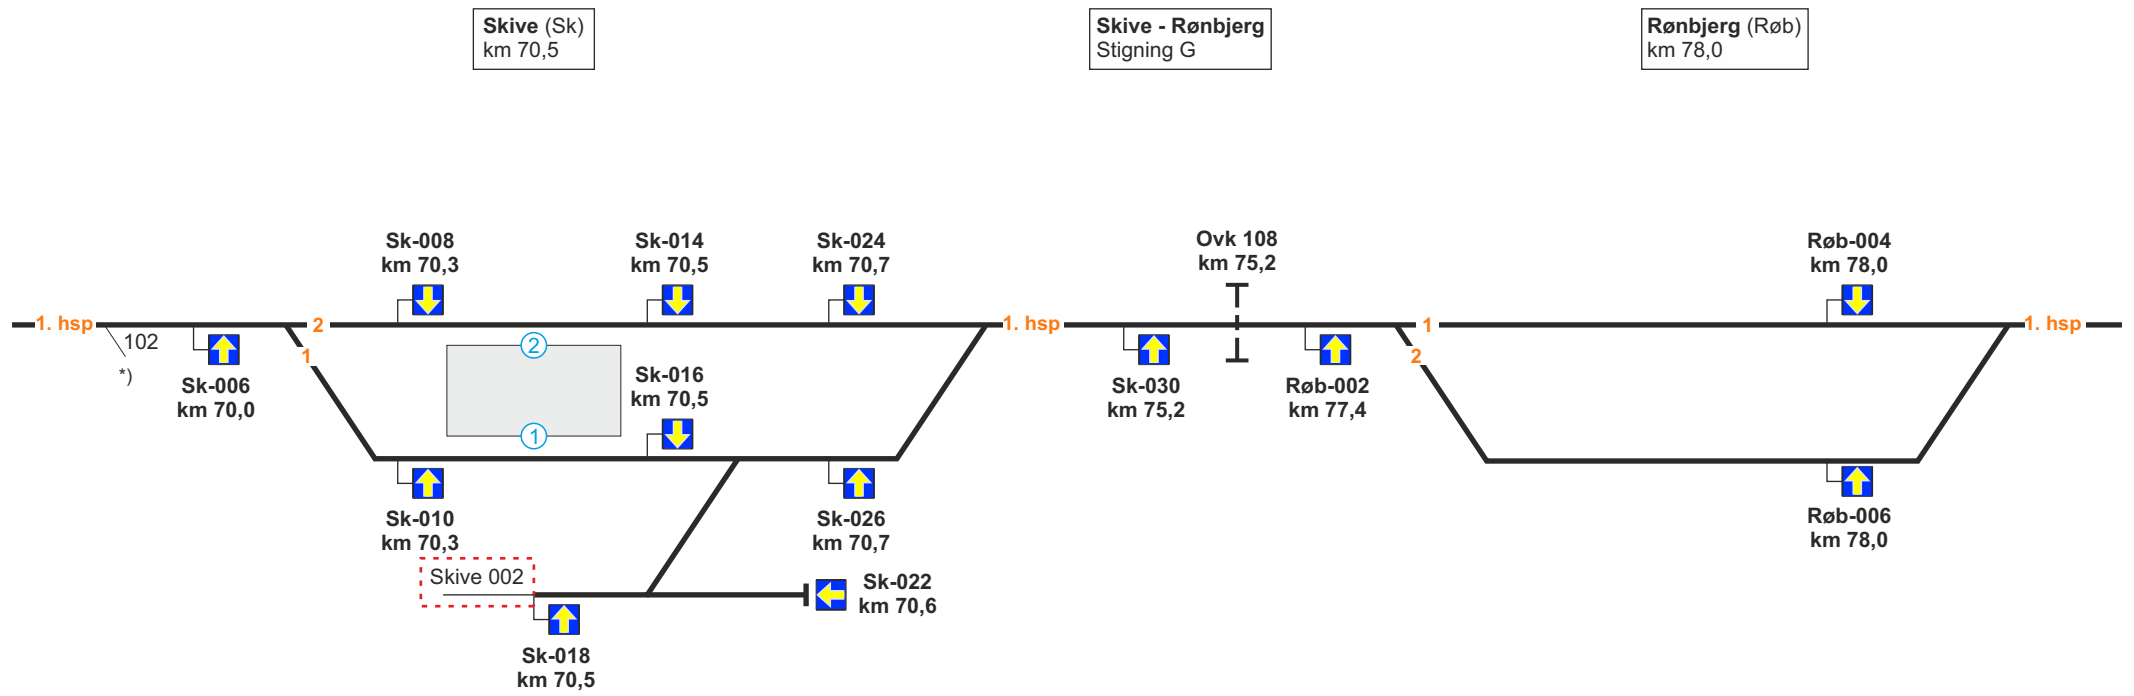 Skive (Sk)
km 70,5
Skive - Rønbjerg
Stigning G
Rønbjerg (Røb)
km 78,0
Sk-008
km 70,3
Sk-014
km 70,5
Sk-024
km 70,7
Ovk 108
km 75,2
Røb-004
km 78,0
1. hsp
2
1. hsp
1
1. hsp
102
*)
1
2
2
Sk-006
km 70,0
Sk-016
km 70,5
Sk-030
km 75,2
Røb-002
km 77,4
1
Sk-010
km 70,3
Sk-026
km 70,7
Røb-006
km 78,0
Skive 002
Sk-022
km 70,6
Sk-018
km 70,5